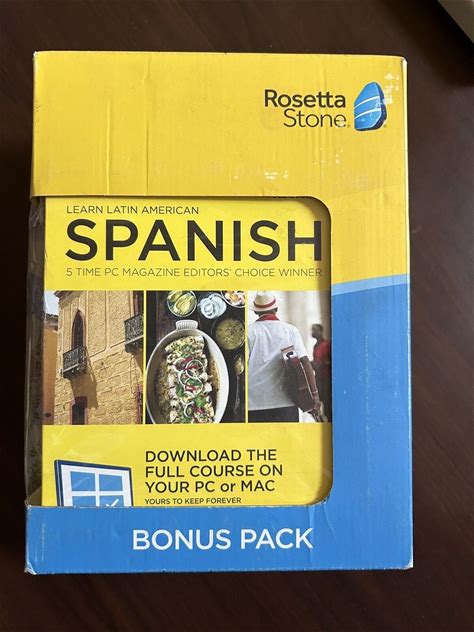 Rosetta
Stone
LEARN LATIN AMERICAN
SPANISH
5 TIME PC MAGAZINE EDITORS' CHOICE WINNER
DOWNLOAD THE
FULL COURSE ON
YOUR PC or MAC
YOURS TO KEEP FOREVER
BONUS PACK